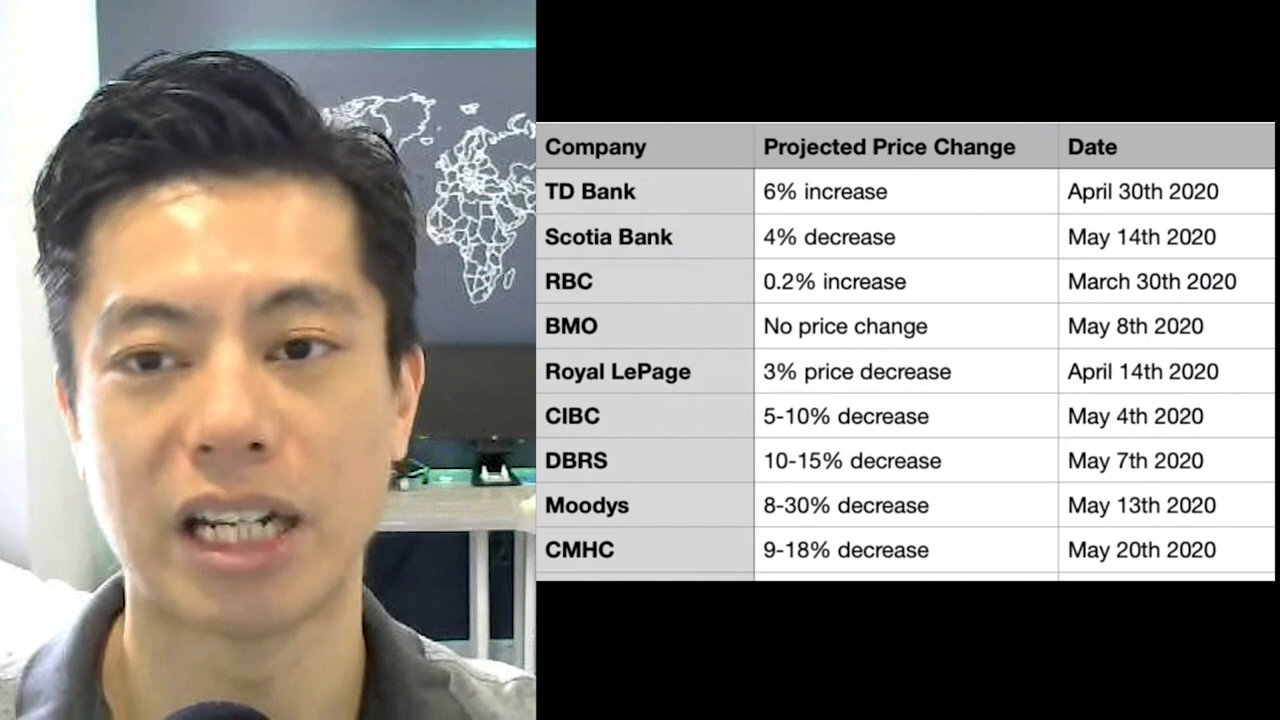 Company Projected Price Change Date
TD Bank 6% increase April 30th 2020
Scotia Bank 4% decrease May 14th 2020
RBC 0.2% increase March 30th 2020
BMO No price change May 8th 2020
Royal LePage 3% price decrease April 14th 2020
CIBC 5-10% decrease May 4th 2020
DBRS 10-15% decrease May 7th 2020
Moodys 8-30% decrease May 13th 2020
CMHC 9-18% decrease May 20th 2020